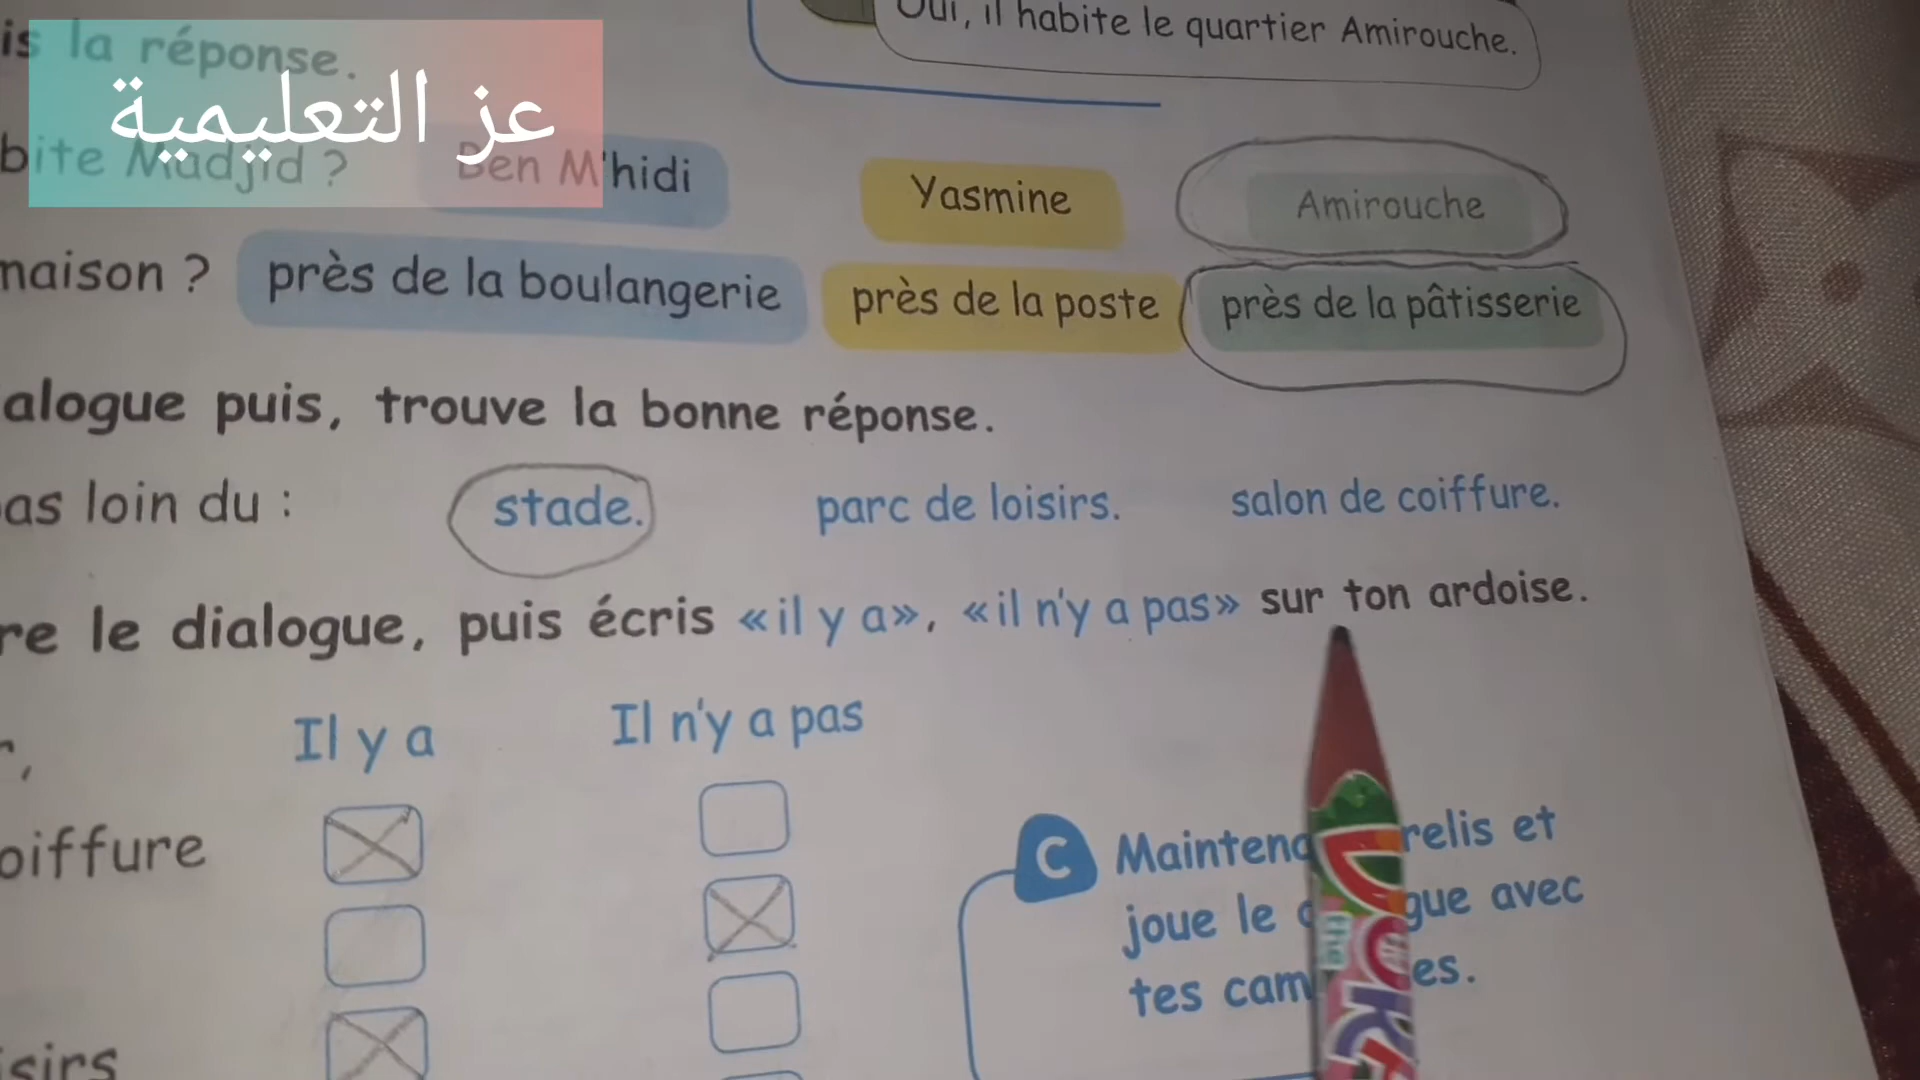 Oui, il habite le quartier Amirouche.
is la réponse.
عز التعليمية
bite Madjid ? Ben M'hidi Yasmine Amirouche
maison ? près de la boulangerie près de la poste près de la pâtisserie
alogue puis, trouve la bonne réponse.
as loin du : stade. parc de loisirs. salon de coiffure.
re le dialogue, puis écris «il y a», «il n'y a pas» sur ton ardoise.
Il y a Il n'y a pas
oiffure
isirs
C
relis et
joue le gue avec
tes cam es.